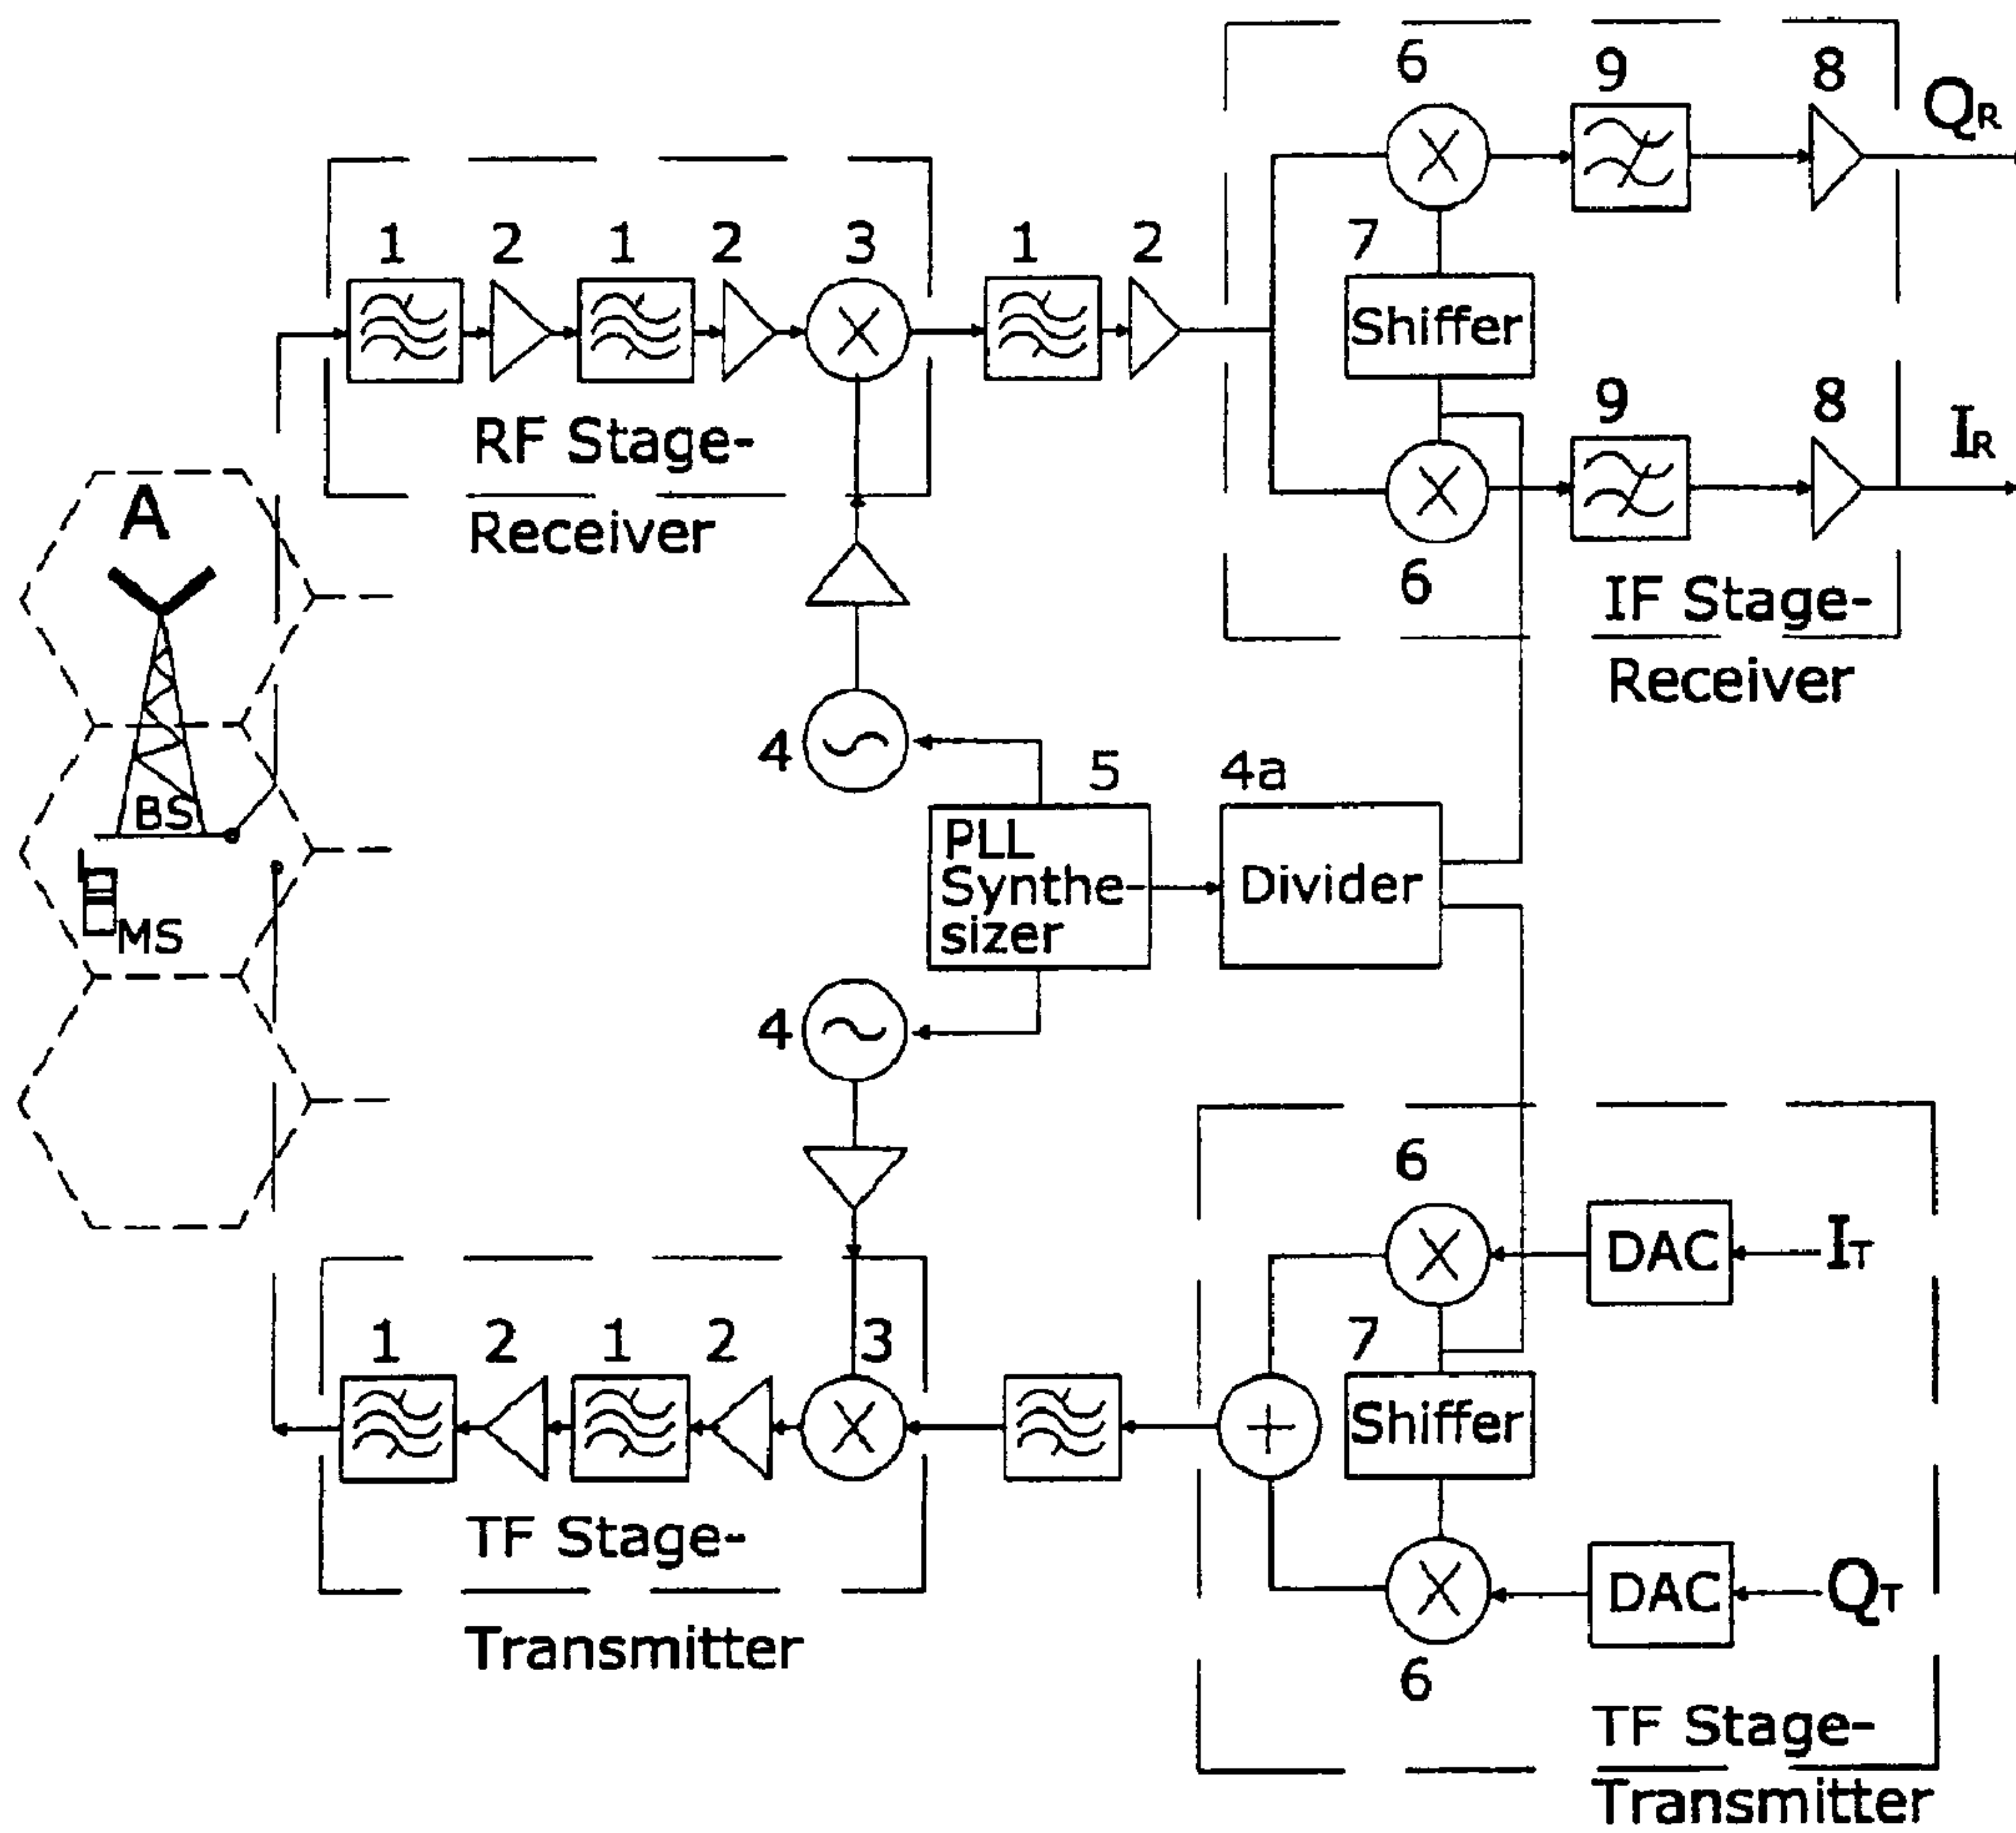 6 9 8 QR
1 2 1 2 3 1 2 7
Shiffer
RF Stage-
Receiver
9 8 IR
6
IF Stage-
Receiver
A
BS
MS
4 5 4a
PLL
Synthe-
sizer
Divider
4
6
DAC IT
1 2 1 2 3 7
Shiffer
TF Stage-
Transmitter
DAC QT
6
TF Stage-
Transmitter